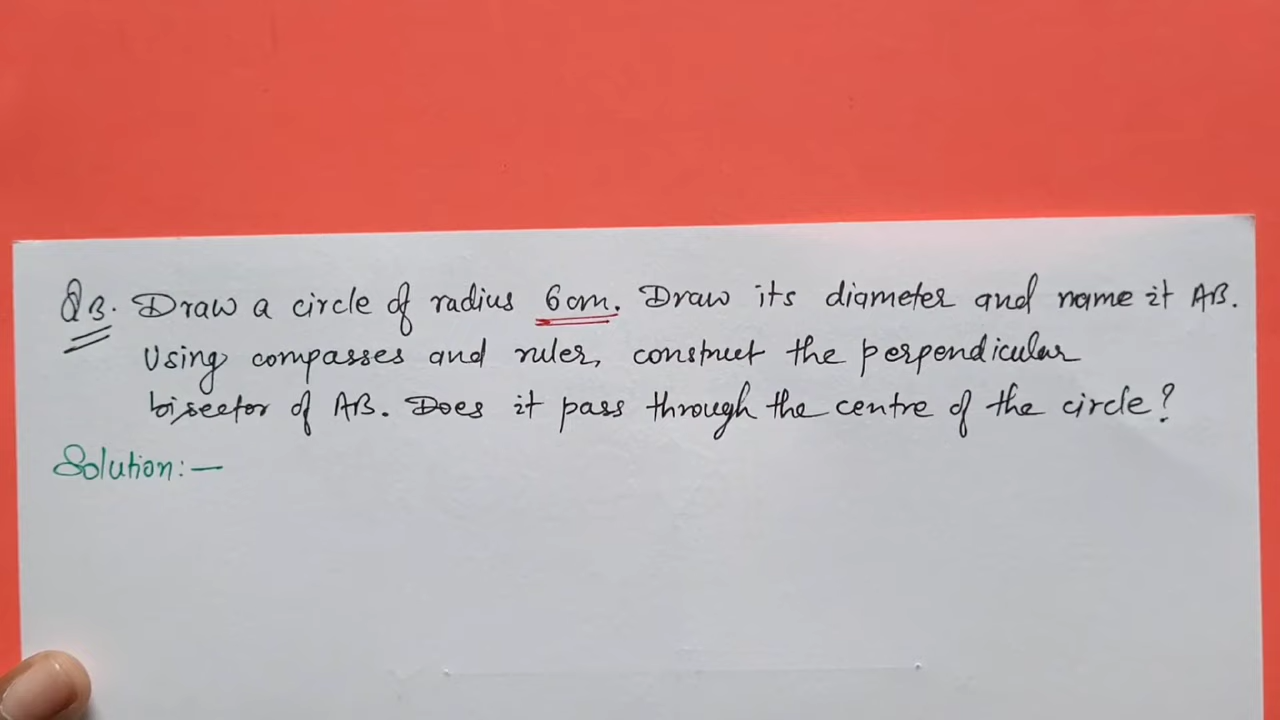 Q3. Draw a circle of radius 6cm. Draw its diameter and name it AB.
Using compasses and ruler, construct the perpendicular
bisector of AB. Does it pass through the centre of the circle?
Solution:—